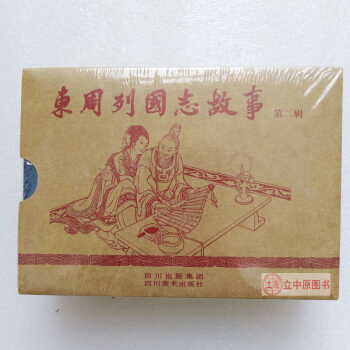 東周列國志故事 第二辑
四川出版集团
四川美术出版社
立中原图书